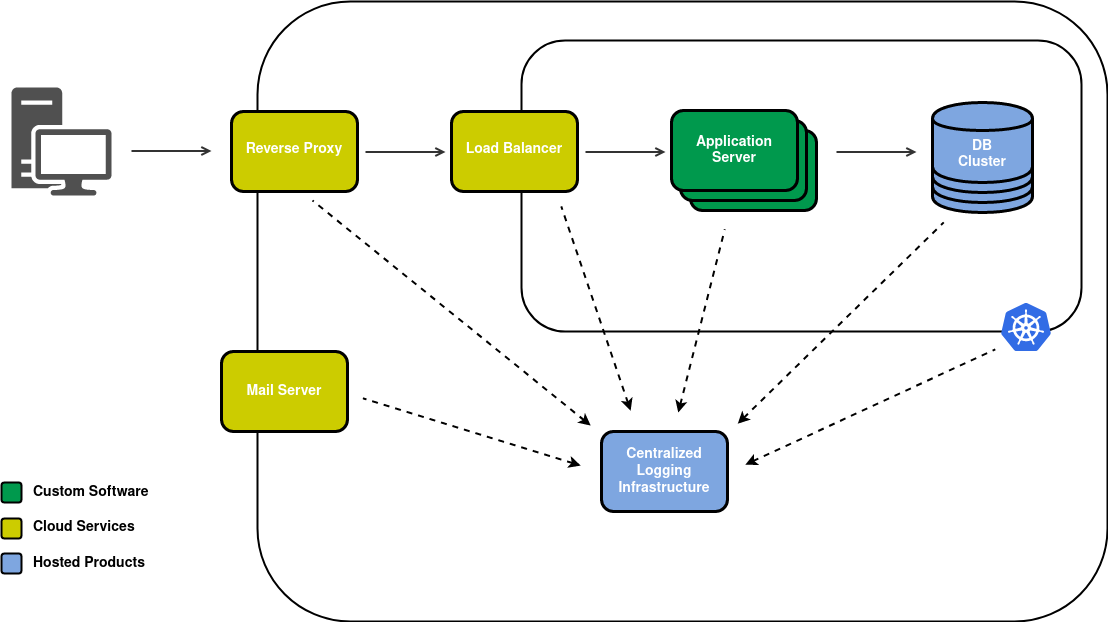 Reverse Proxy
Load Balancer
Application
Server
DB
Cluster
Mail Server
Centralized
Logging
Infrastructure
Custom Software
Cloud Services
Hosted Products